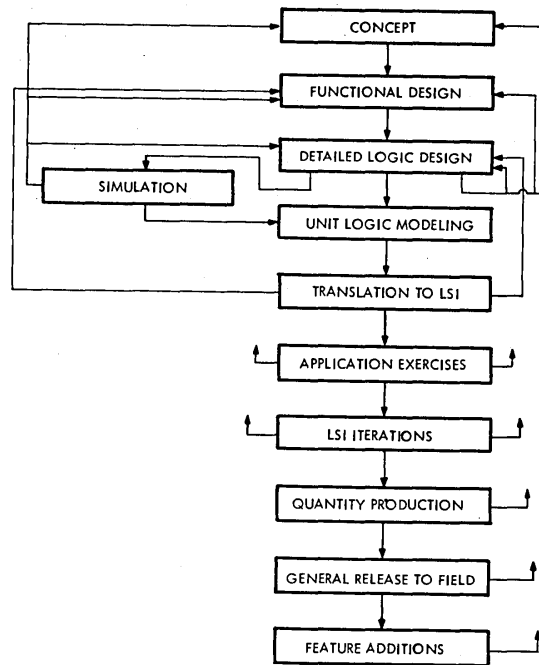 CONCEPT
FUNCTIONAL DESIGN
DETAILED LOGIC DESIGN
SIMULATION
UNIT LOGIC MODELING
TRANSLATION TO LSI
APPLICATION EXERCISES
LSI ITERATIONS
QUANTITY PRODUCTION
GENERAL RELEASE TO FIELD
FEATURE ADDITIONS